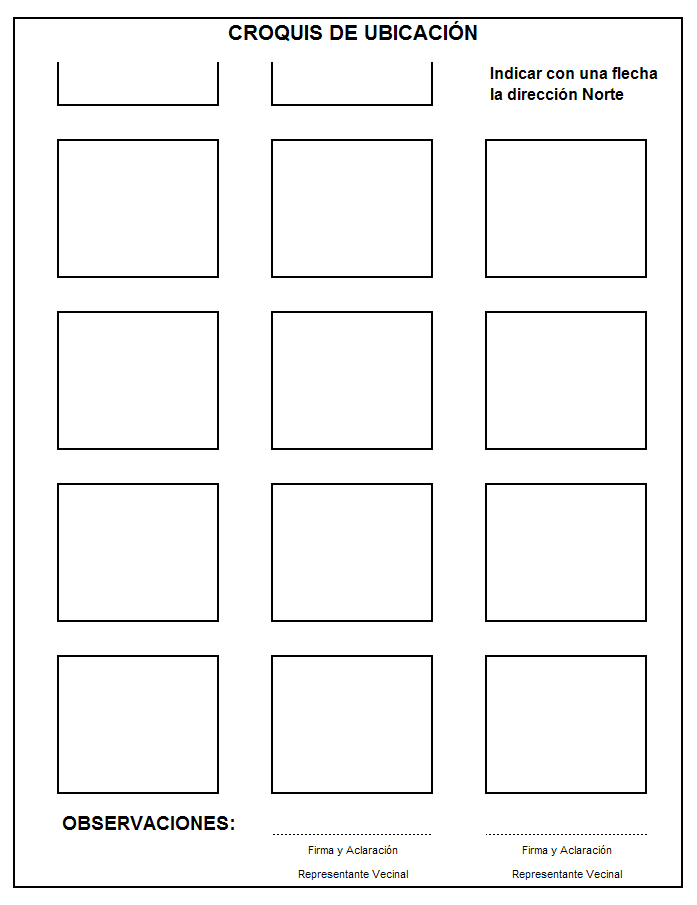 CROQUIS DE UBICACIÓN
Indicar con una flecha
la dirección Norte
OBSERVACIONES:
Firma y Aclaración
Representante Vecinal
Firma y Aclaración
Representante Vecinal